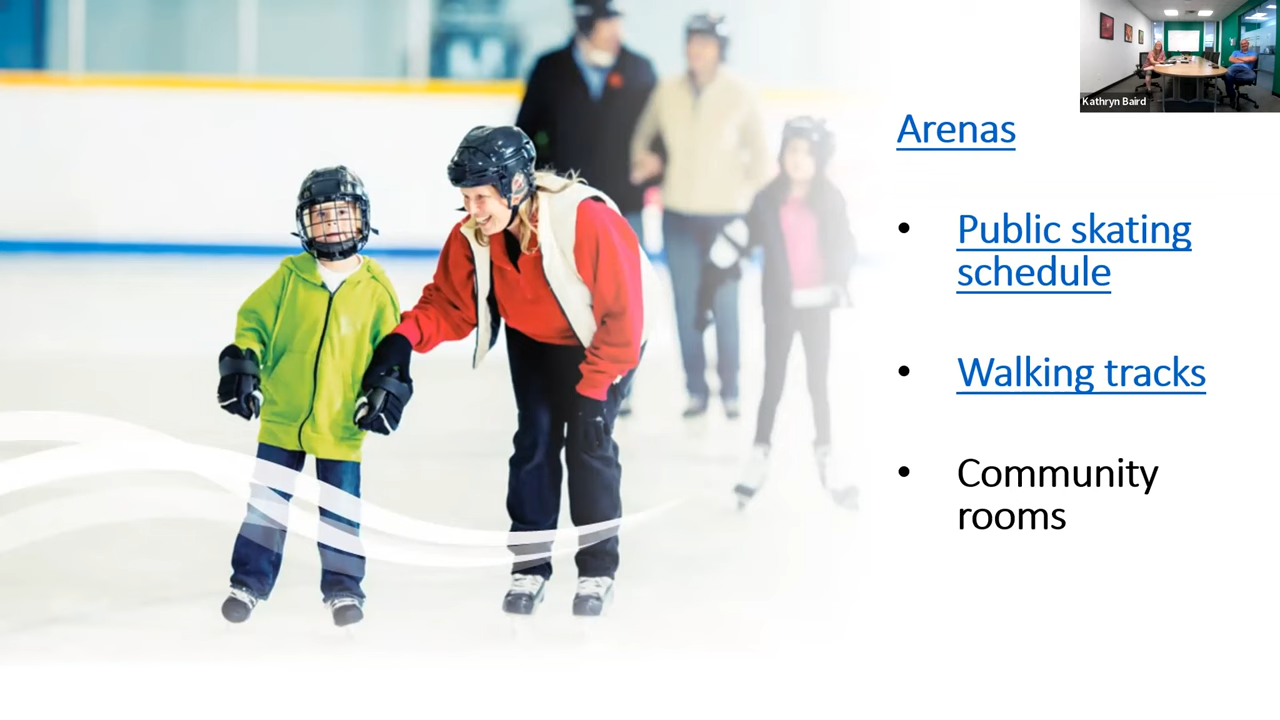 Kathryn Baird
Arenas
• Public skating
schedule
• Walking tracks
• Community
rooms